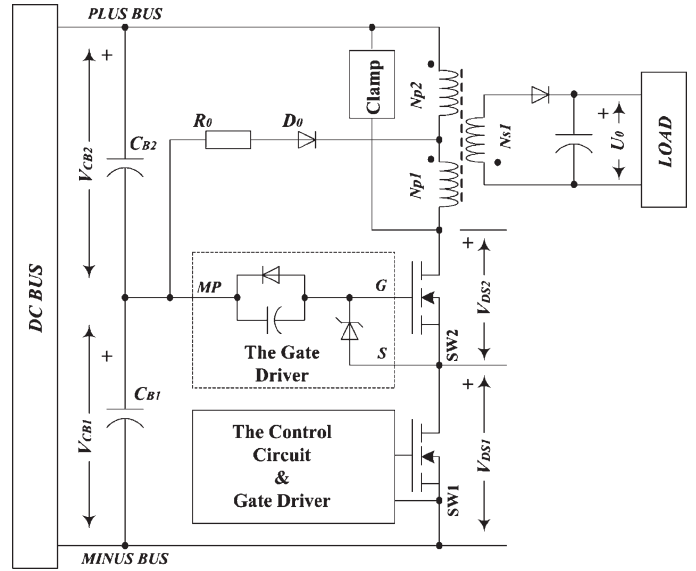 PLUS BUS
+
Clamp
Np2
R0
D0
CB2
VCB2
Ns1
+
U0
LOAD
Np1
+
DC BUS
MP
G
VDS2
The Gate
Driver
S
SW2
+
+
CB1
VCB1
The Control
Circuit
&
Gate Driver
VDS1
SW1
MINUS BUS